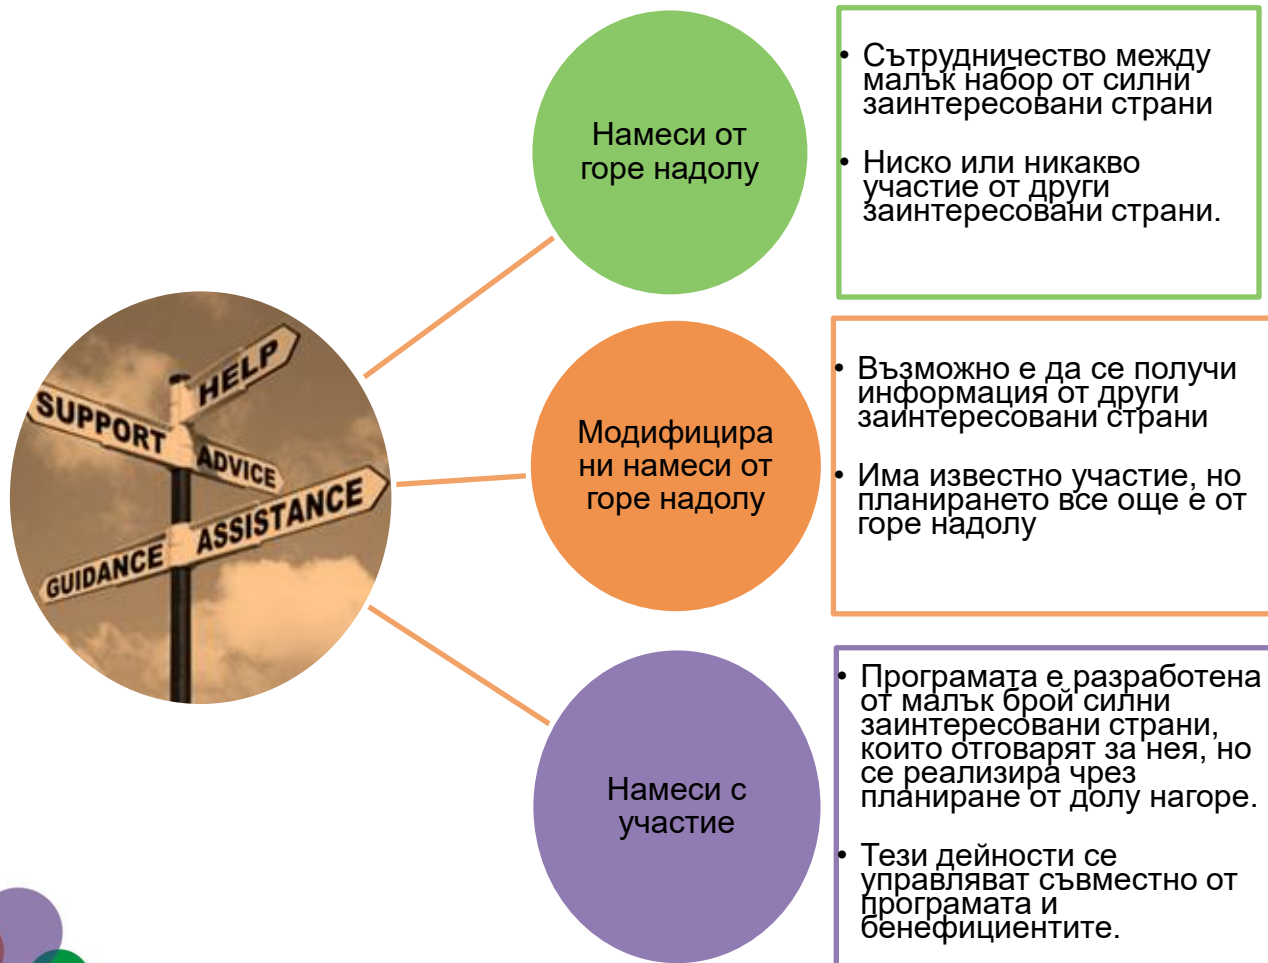 Намеси от
горе надолу
• Сътрудничество между
малък набор от силни
заинтересовани страни
• Ниско или никакво
участие от други
заинтересовани страни.
HELP
SUPPORT
ADVICE
ASSISTANCE
GUIDANCE
Модифицира
ни намеси от
горе надолу
• Възможно е да се получи
информация от други
заинтересовани страни
• Има известно участие, но
планирането все още е от
горе надолу
Намеси с
участие
• Програмата е разработена
от малък брой силни
заинтересовани страни,
които отговарят за нея, но
се реализира чрез
планиране от долу нагоре.
• Тези дейности се
управляват съвместно от
програмата и
бенефициентите.